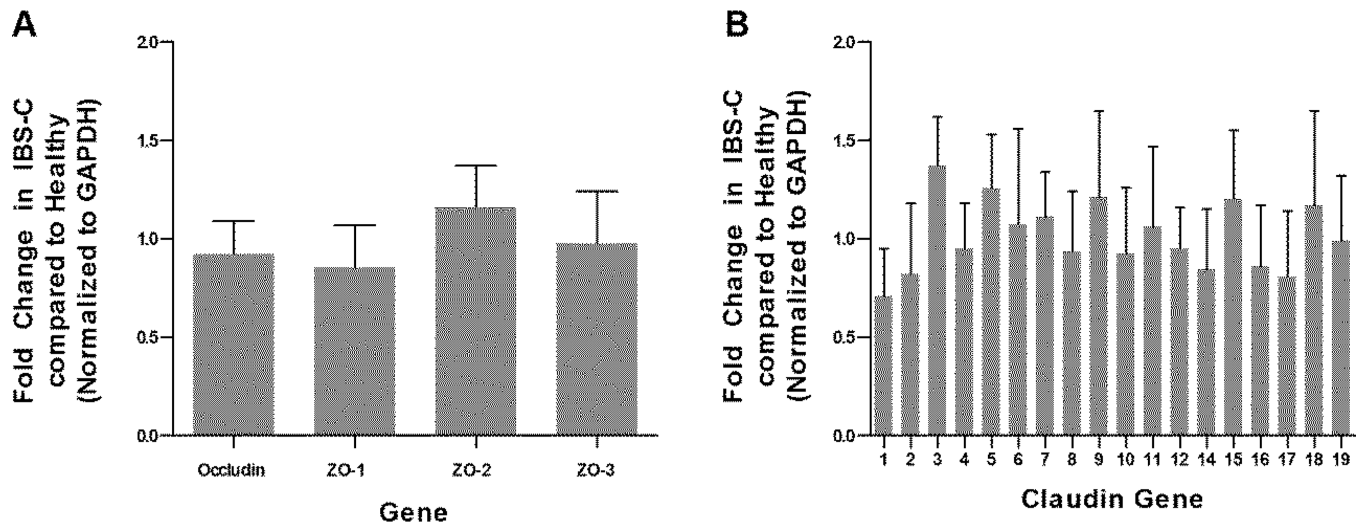 A
Fold Change in IBS-C
compared to Healthy
(Normalized to GAPDH)
2.0
1.5
1.0
0.5
0.0
Occludin ZO-1 ZO-2 ZO-3
Gene
B
Fold Change in IBS-C
compared to Healthy
(Normalized to GAPDH)
2.0
1.5
1.0
0.5
0.0
1 2 3 4 5 6 7 8 9 10 11 12 14 15 16 17 18 19
Claudin Gene